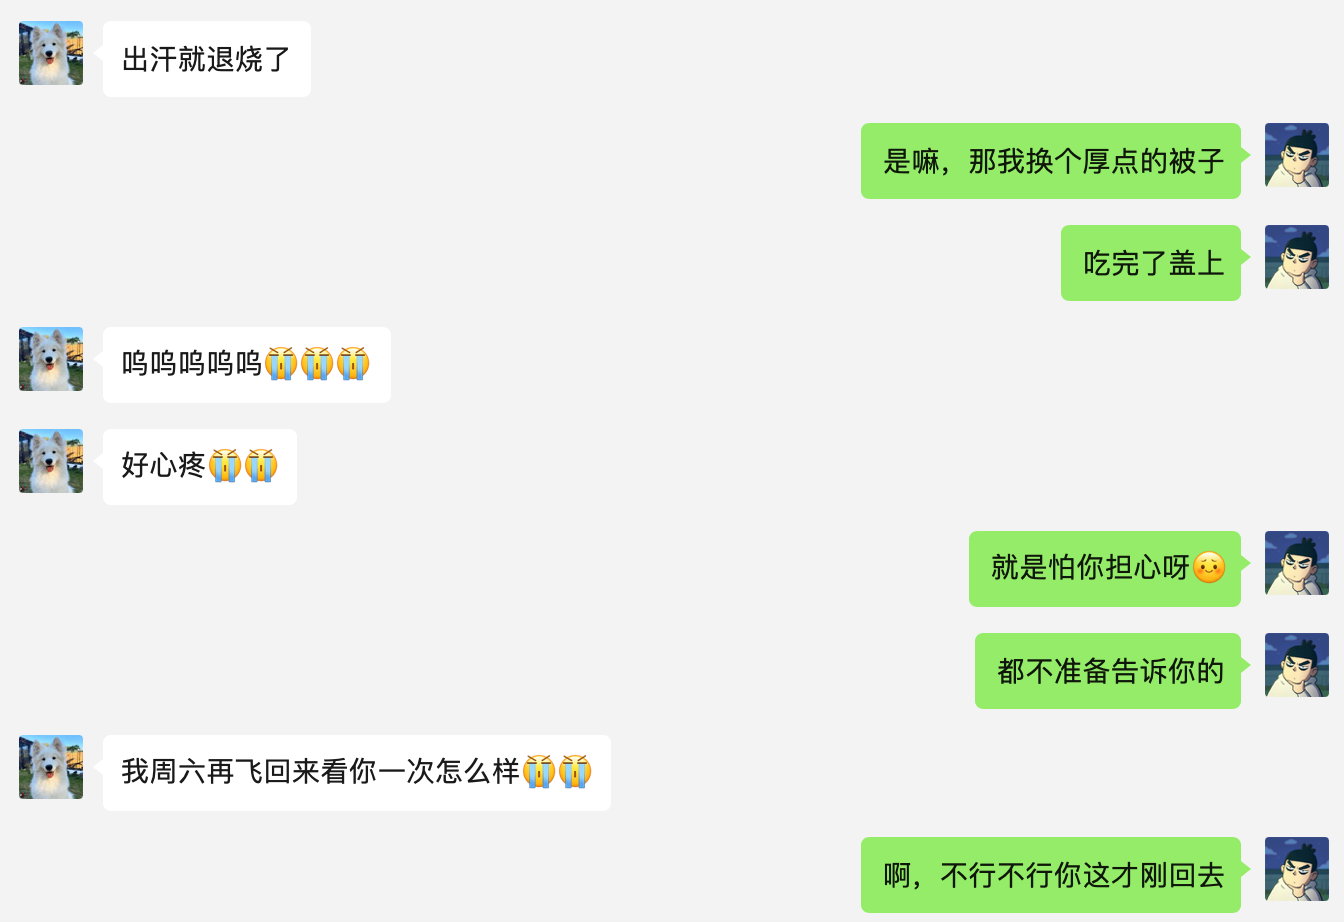 出汗就退烧了
是嘛，那我换个厚点的被子
吃完了盖上
呜呜呜呜呜😭😭😭
好心疼😭😭
就是怕你担心呀☺️
都不准备告诉你的
我周六再飞回来看你一次怎么样😭😭
啊，不行不行你这才刚回去